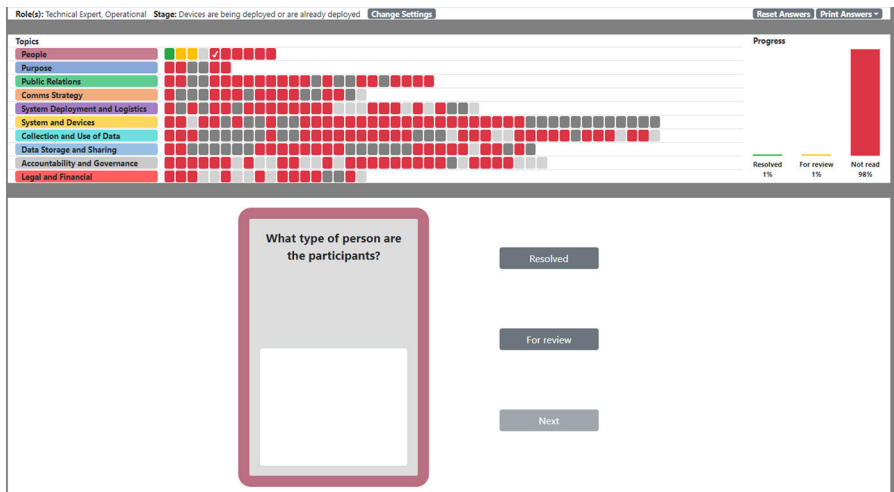 Role(s): Technical Expert, Operational Stage: Devices are being deployed or are already deployed Change Settings Reset Answers Print Answers
Topics Progress
People
Purpose
Public Relations
Comms Strategy
System Deployment and Logistics
System and Devices
Collection and Use of Data
Data Storage and Sharing
Accountability and Governance
Legal and Financial
Resolved For review Not read
1% 1% 98%
What type of person are
the participants?
Resolved
For review
Next